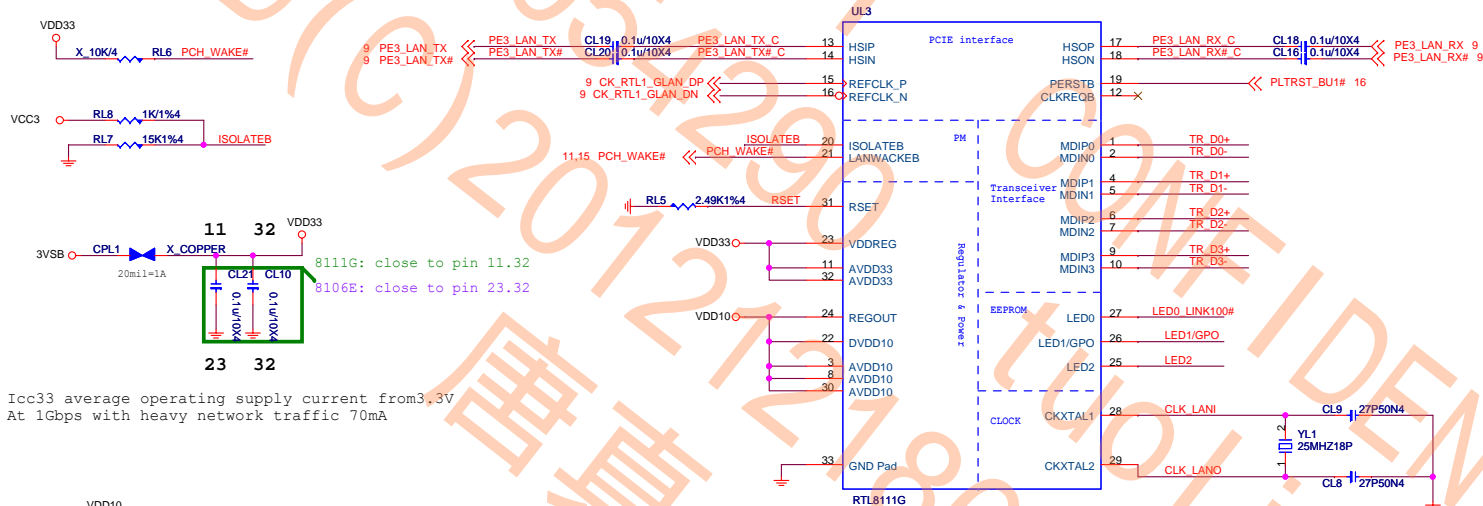 UL3
RTL8111G
VDD33
X_10K/4 RL6 PCH_WAKE#
VCC3
RL8 1K/1%4
RL7 15K1%4 ISOLATEB
11 32
VDD33
3VSB CPL1 X_COPPER
20mil=1A
CL21 CL10
0.1u/10X4 0.1u/10X4
8111G: close to pin 11.32
8106E: close to pin 23.32
23 32
Icc33 average operating supply current from3.3V
At 1Gbps with heavy network traffic 70mA
VDD10
9 PE3_LAN_TX PE3_LAN_TX CL19 0.1u/10X4 PE3_LAN_TX_C 13 HSIP
9 PE3_LAN_TX# PE3_LAN_TX# CL20 0.1u/10X4 PE3_LAN_TX#_C 14 HSIN
9 CK_RTL1_GLAN_DP 15 REFCLK_P
9 CK_RTL1_GLAN_DN 16 REFCLK_N
ISOLATEB 20 ISOLATEB
11,15 PCH_WAKE# PCH_WAKE# 21 LANWACKEB
RL5 2.49K1%4 RSET 31 RSET
VDD33 23 VDDREG
11 AVDD33
32 AVDD33
VDD10 24 REGOUT
22 DVDD10
3 AVDD10
8 AVDD10
30 AVDD10
33 GND Pad
PCIE interface
PM
Transceiver
Interface
Regulator & Power
EEPROM
CLOCK
HSOP 17 PE3_LAN_RX_C CL18 0.1u/10X4 PE3_LAN_RX 9
HSON 18 PE3_LAN_RX#_C CL16 0.1u/10X4 PE3_LAN_RX# 9
PERSTB 19 PLTRST_BU1# 16
CLKREQB 12
MDIP0 1 TR_D0+
MDIN0 2 TR_D0-
MDIP1 4 TR_D1+
MDIN1 5 TR_D1-
MDIP2 6 TR_D2+
MDIN2 7 TR_D2-
MDIP3 9 TR_D3+
MDIN3 10 TR_D3-
LED0 27 LED0_LINK100#
LED1/GPO 26 LED1/GPO
LED2 25 LED2
CKXTAL1 28 CLK_LANI CL9 27P50N4
2 YL1
1 25MHZ18P
CKXTAL2 29 CLK_LANO CL8 27P50N4